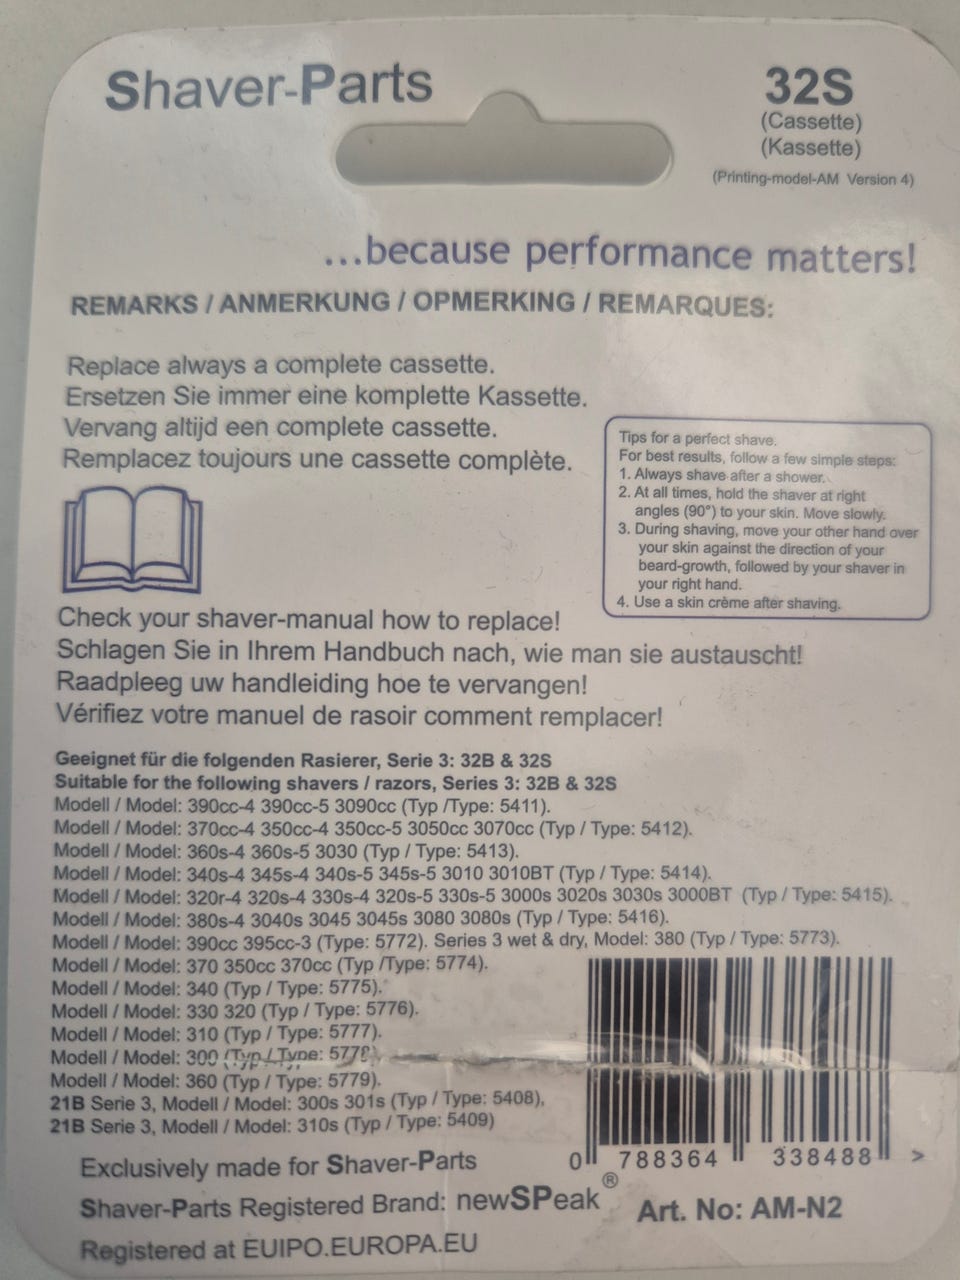 Shaver-Parts
32S
(Cassette)
(Kassette)
(Printing-model-AM Version 4)
...because performance matters!
REMARKS / ANMERKUNG / OPMERKING / REMARQUES:
Replace always a complete cassette.
Ersetzen Sie immer eine komplette Kassette.
Vervang altijd een complete cassette.
Remplacez toujours une cassette complète.
Tips for a perfect shave.
For best results, follow a few simple steps:
1. Always shave after a shower.
2. At all times, hold the shaver at right
angles (90°) to your skin. Move slowly.
3. During shaving, move your other hand over
your skin against the direction of your
beard-growth, followed by your shaver in
your right hand.
4. Use a skin crème after shaving.
Check your shaver-manual how to replace!
Schlagen Sie in Ihrem Handbuch nach, wie man sie austauscht!
Raadpleeg uw handleiding hoe te vervangen!
Vérifiez votre manuel de rasoir comment remplacer!
Geeignet für die folgenden Rasierer, Serie 3: 32B & 32S
Suitable for the following shavers / razors, Series 3: 32B & 32S
Modell / Model: 390cc-4 390cc-5 3090cc (Typ /Type: 5411).
Modell / Model: 370cc-4 350cc-4 350cc-5 3050cc 3070cc (Typ / Type: 5412).
Modell / Model: 360s-4 360s-5 3030 (Typ / Type: 5413).
Modell / Model: 340s-4 345s-4 340s-5 345s-5 3010 3010BT (Typ / Type: 5414).
Modell / Model: 320r-4 320s-4 330s-4 320s-5 330s-5 3000s 3020s 3030s 3000BT (Typ / Type: 5415).
Modell / Model: 380s-4 3040s 3045 3045s 3080 3080s (Typ / Type: 5416).
Modell / Model: 390cc 395cc-3 (Type: 5772). Series 3 wet & dry, Model: 380 (Typ / Type: 5773).
Modell / Model: 370 350cc 370cc (Typ /Type: 5774).
Modell / Model: 340 (Typ / Type: 5775).
Modell / Model: 330 320 (Typ / Type: 5776).
Modell / Model: 310 (Typ / Type: 5777).
Modell / Model: 300 (Typ / Type: 5778)
Modell / Model: 360 (Typ / Type: 5779).
21B Serie 3, Modell / Model: 300s 301s (Typ / Type: 5408),
21B Serie 3, Modell / Model: 310s (Typ / Type: 5409)
0 788364 338488 >
Exclusively made for Shaver-Parts
Shaver-Parts Registered Brand: newSPeak®
Art. No: AM-N2
Registered at EUIPO.EUROPA.EU